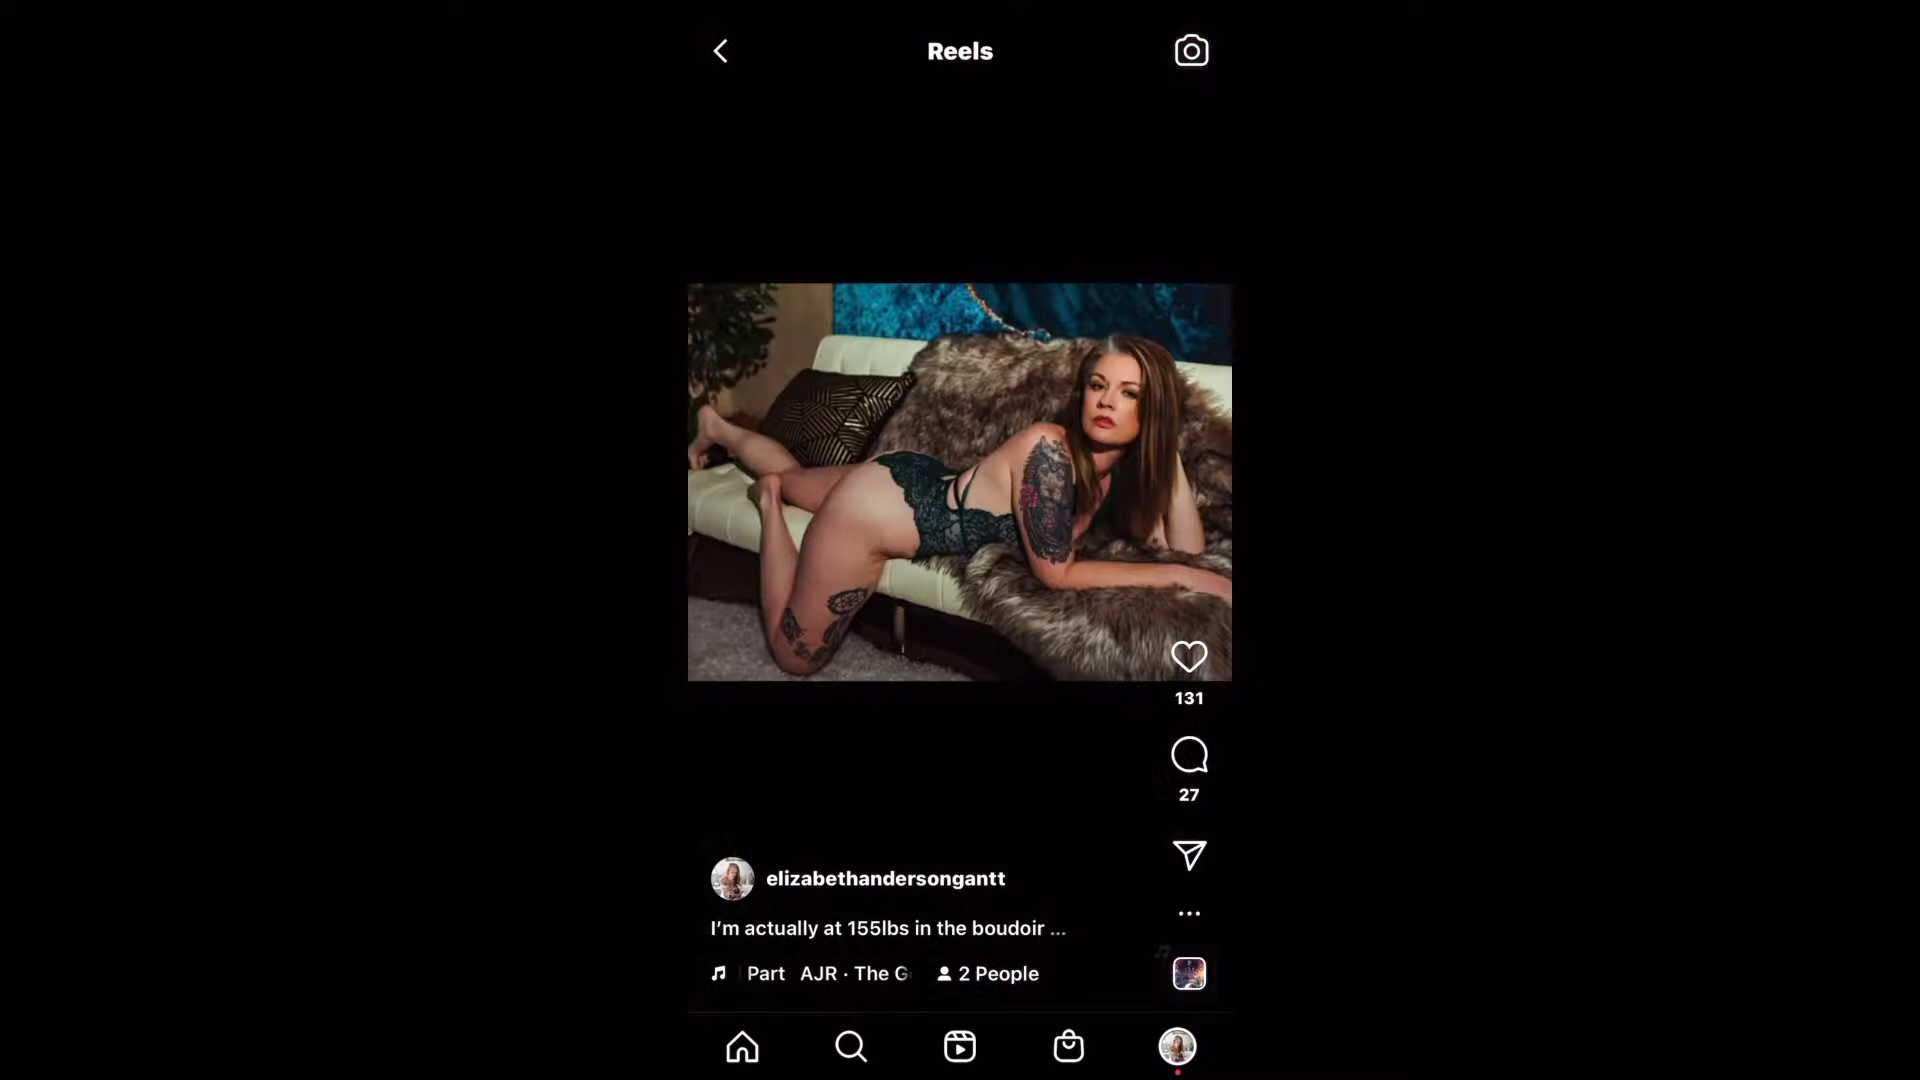 Reels
131
27
elizabethandersongantt
I'm actually at 155lbs in the boudoir ...
Part AJR · The G 2 People